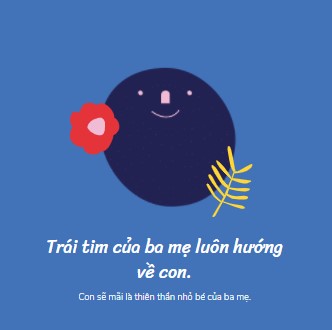 Trái tim của ba mẹ luôn hướng
về con.
Con sẽ mãi là thiên thần nhỏ bé của ba mẹ.